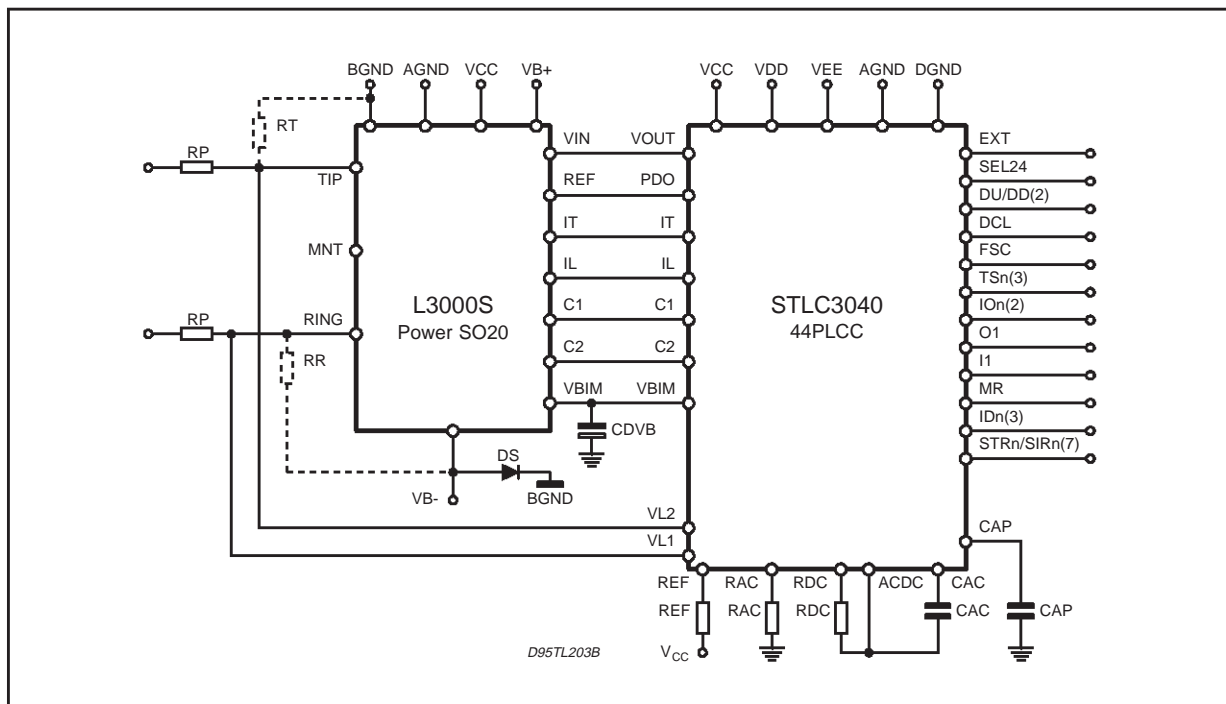 BGND AGND VCC VB+
VCC VDD VEE AGND DGND
RT
RP
TIP
VIN VOUT
REF PDO
IT IT
IL IL
C1 C1
C2 C2
VBIM VBIM
MNT
RP
RING
RR
L3000S
Power SO20
STLC3040
44PLCC
EXT
SEL24
DU/DD(2)
DCL
FSC
TSn(3)
IOn(2)
O1
I1
MR
IDn(3)
STRn/SIRn(7)
CDVB
DS
BGND
VB-
VL2
VL1
CAP
REF RAC RDC ACDC CAC
REF RAC RDC CAC CAP
VCC
D95TL203B